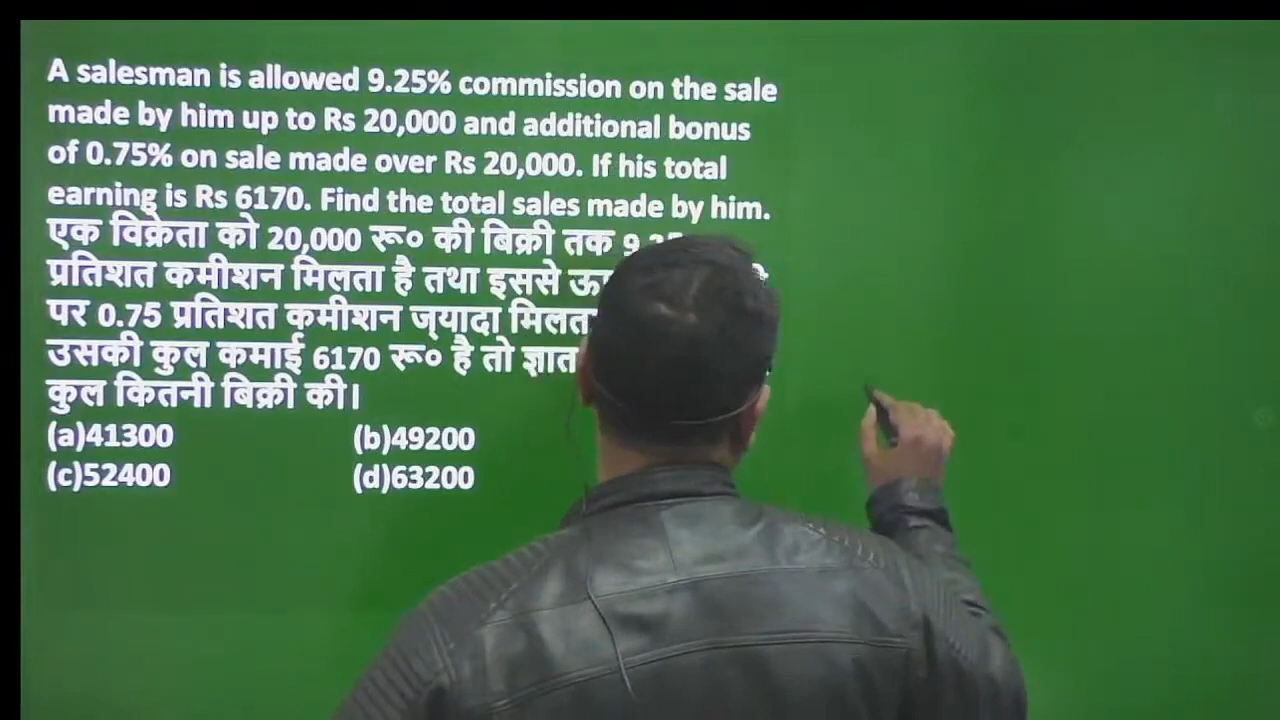 A salesman is allowed 9.25% commission on the sale
made by him up to Rs 20,000 and additional bonus
of 0.75% on sale made over Rs 20,000. If his total
earning is Rs 6170. Find the total sales made by him.
एक विक्रेता को 20,000 रू० की बिक्री तक
प्रतिशत कमीशन मिलता है तथा इससे
पर 0.75 प्रतिशत कमीशन ज्यादा
उसकी कुल कमाई 6170 रू० है तो ज्ञात
कुल कितनी बिक्री की।
(a)41300 (b)49200
(c)52400 (d)63200